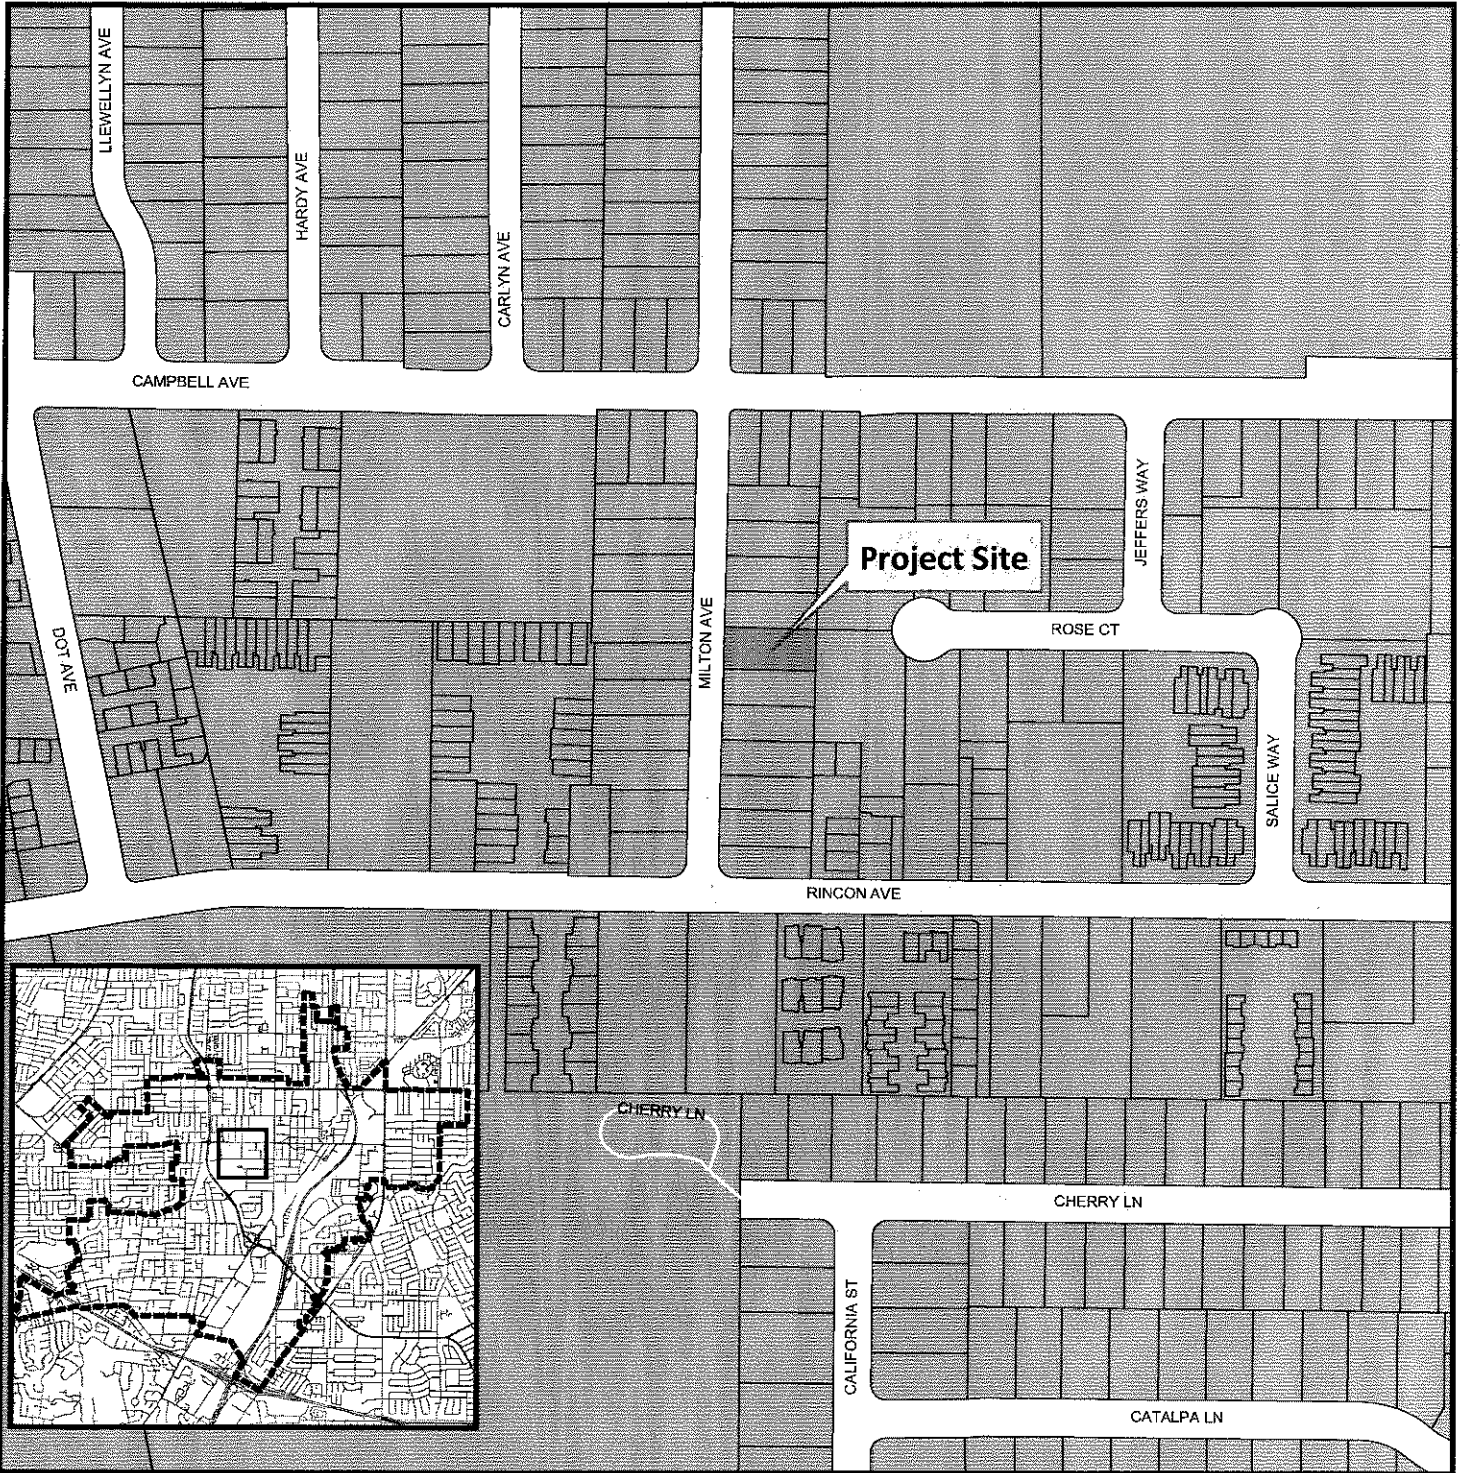 LLEWELLYN AVE
HARDY AVE
CARLYN AVE
CAMPBELL AVE
JEFFERS WAY
Project Site
MILTON AVE
ROSE CT
DOT AVE
SALICE WAY
RINCON AVE
CHERRY LN
CHERRY LN
CALIFORNIA ST
CATALPA LN